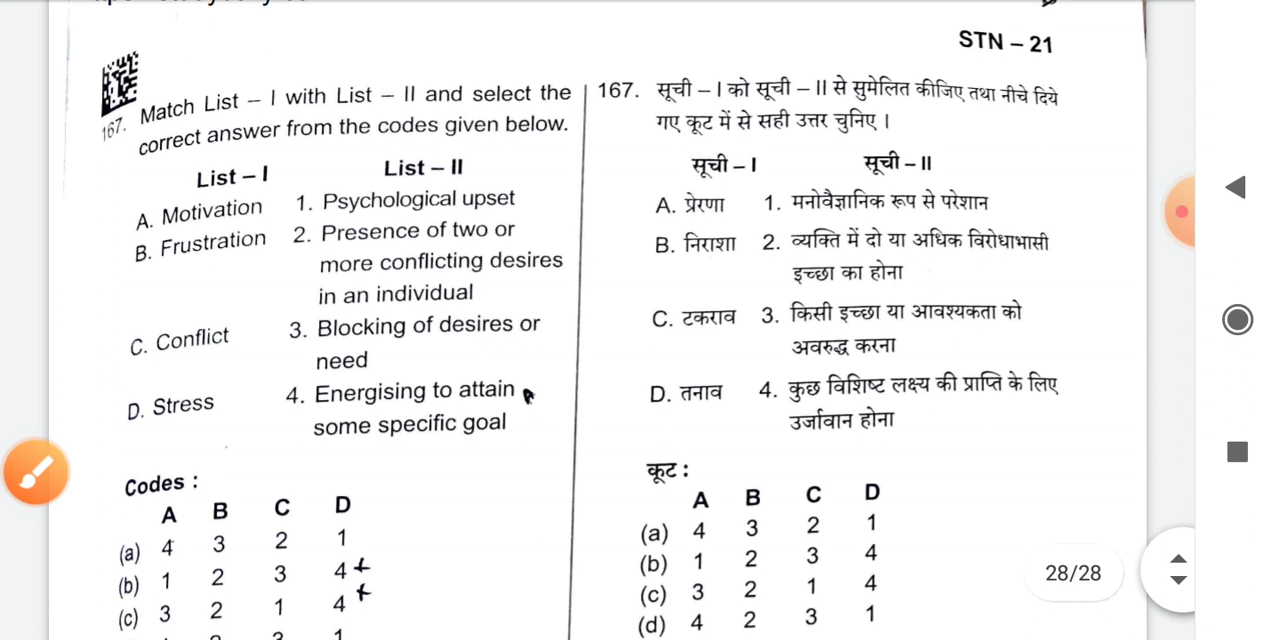 STN – 21
167. Match List – I with List – II and select the
correct answer from the codes given below.
List – I List – II
A. Motivation 1. Psychological upset
B. Frustration 2. Presence of two or
more conflicting desires
in an individual
C. Conflict 3. Blocking of desires or
need
D. Stress 4. Energising to attain
some specific goal
Codes :
A B C D
(a) 4 3 2 1
(b) 1 2 3 4
(c) 3 2 1 4
167. सूची – I को सूची – II से सुमेलित कीजिए तथा नीचे दिये
गए कूट में से सही उत्तर चुनिए ।
सूची – I सूची – II
A. प्रेरणा 1. मनोवैज्ञानिक रूप से परेशान
B. निराशा 2. व्यक्ति में दो या अधिक विरोधाभासी
इच्छा का होना
C. टकराव 3. किसी इच्छा या आवश्यकता को
अवरुद्ध करना
D. तनाव 4. कुछ विशिष्ट लक्ष्य की प्राप्ति के लिए
उर्जावान होना
कूट :
A B C D
(a) 4 3 2 1
(b) 1 2 3 4
(c) 3 2 1 4
(d) 4 2 3 1
28/28